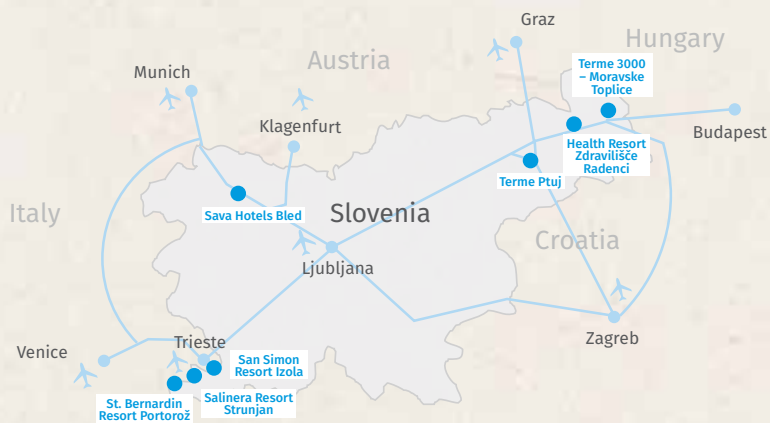 Graz
Hungary
Austria
Terme 3000
– Moravske
Toplice
Munich
Klagenfurt
Budapest
Health Resort
Zdravilišče
Radenci
Terme Ptuj
Italy
Sava Hotels Bled
Slovenia
Croatia
Ljubljana
Zagreb
Trieste
Venice
San Simon
Resort Izola
Salinera Resort
Strunjan
St. Bernardin
Resort Portorož